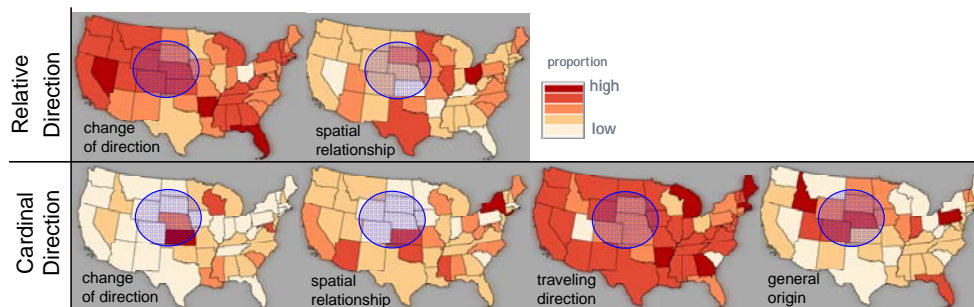 Relative
Direction
change
of direction
spatial
relationship
proportion
high
low
Cardinal
Direction
change
of direction
spatial
relationship
traveling
direction
general
origin